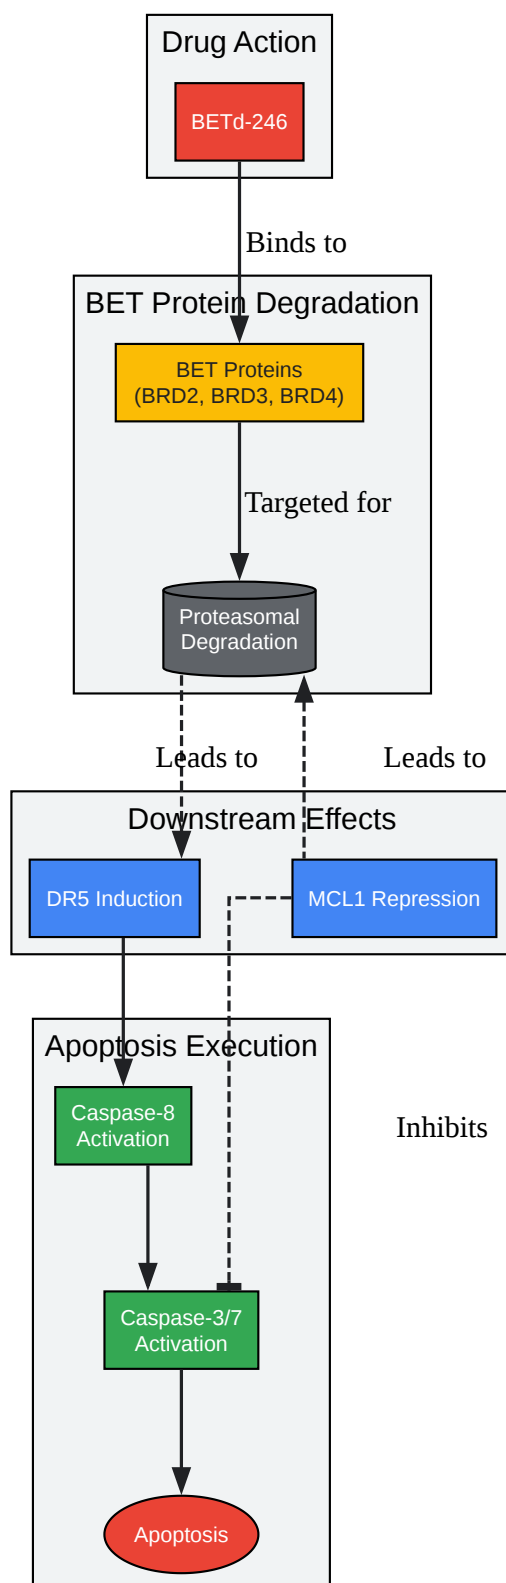 Drug Action
BETd-246
Binds to
BET Protein Degradation
BET Proteins
(BRD2, BRD3, BRD4)
Targeted for
Proteasomal
Degradation
Leads to
Leads to
Downstream Effects
DR5 Induction
MCL1 Repression
Apoptosis Execution
Caspase-8
Activation
Inhibits
Caspase-3/7
Activation
Apoptosis